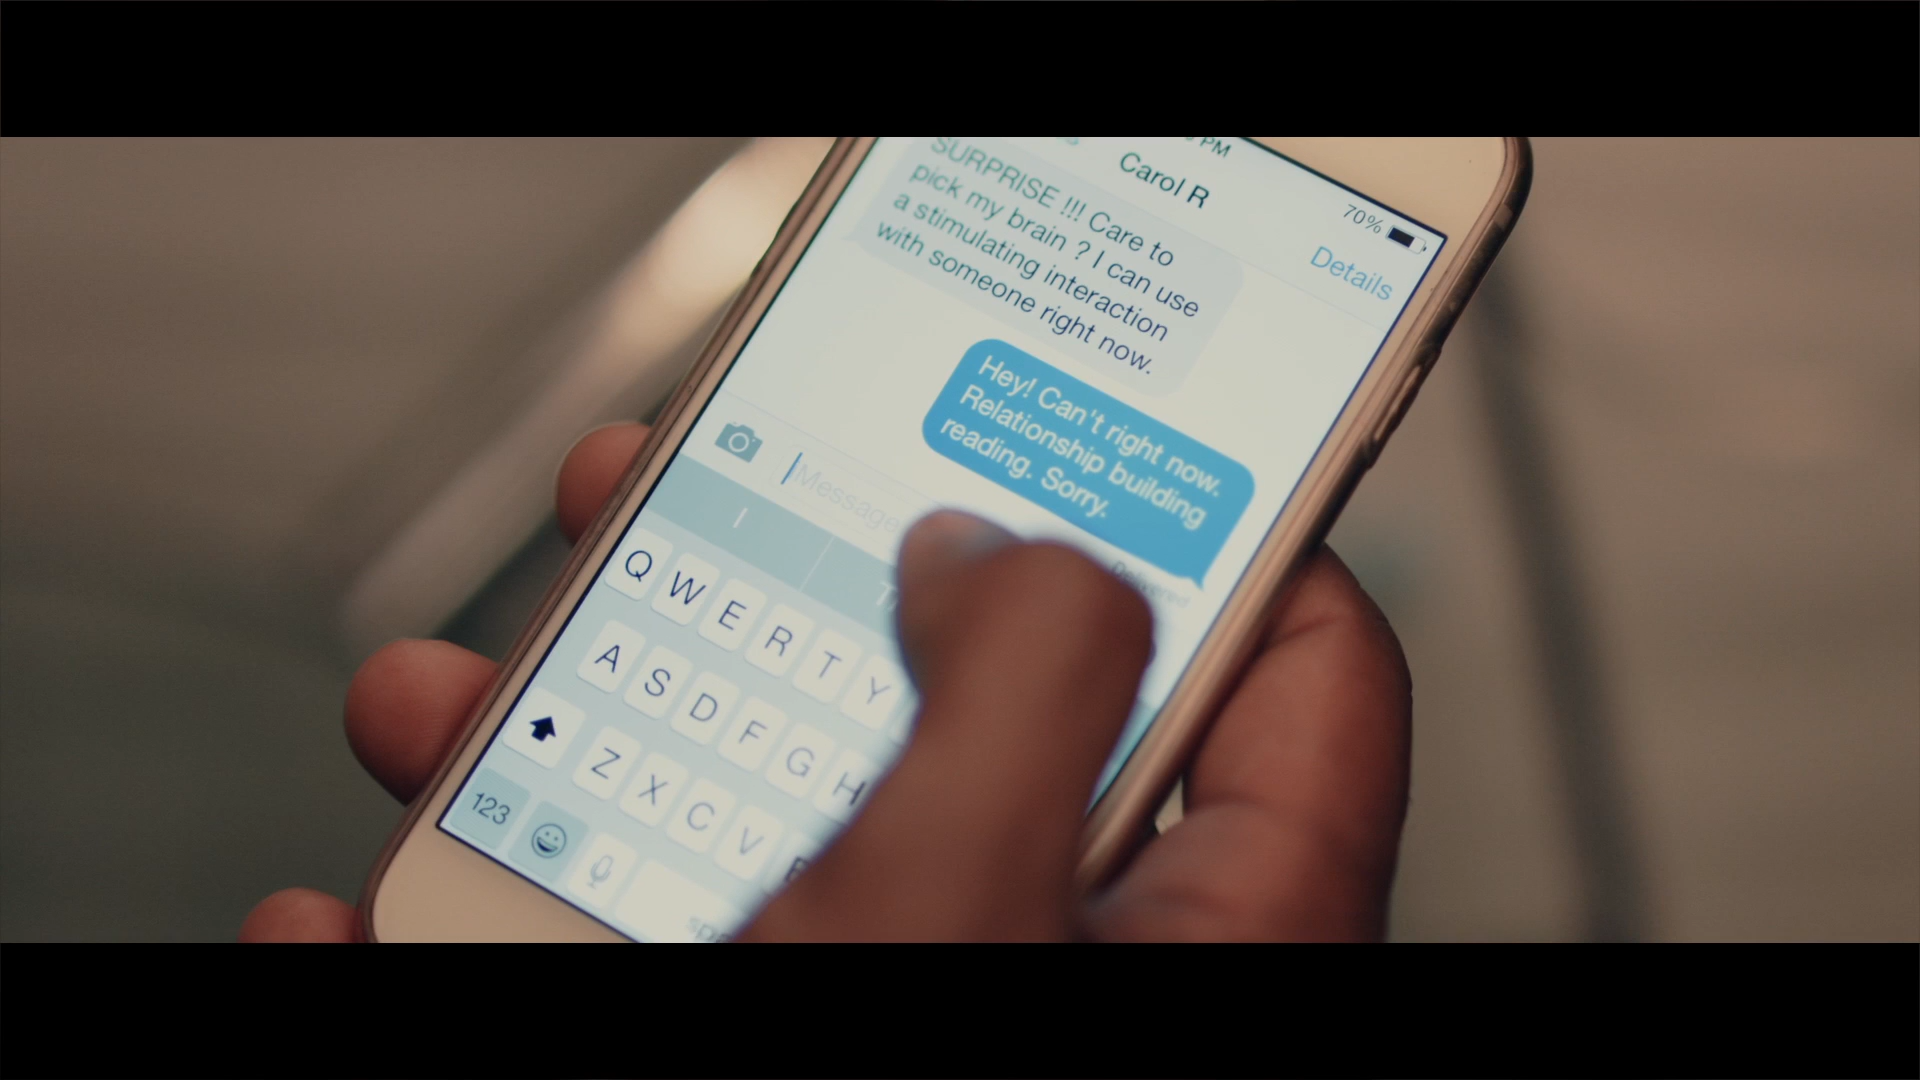 PM
Carol R
70%
Details
SURPRISE !!! Care to
pick my brain ? I can use
a stimulating interaction
with someone right now.
Hey! Can't right now.
Relationship building
reading. Sorry.
Delivered
Message
I
Q W E R T Y
A S D F G H
Z X C V
123